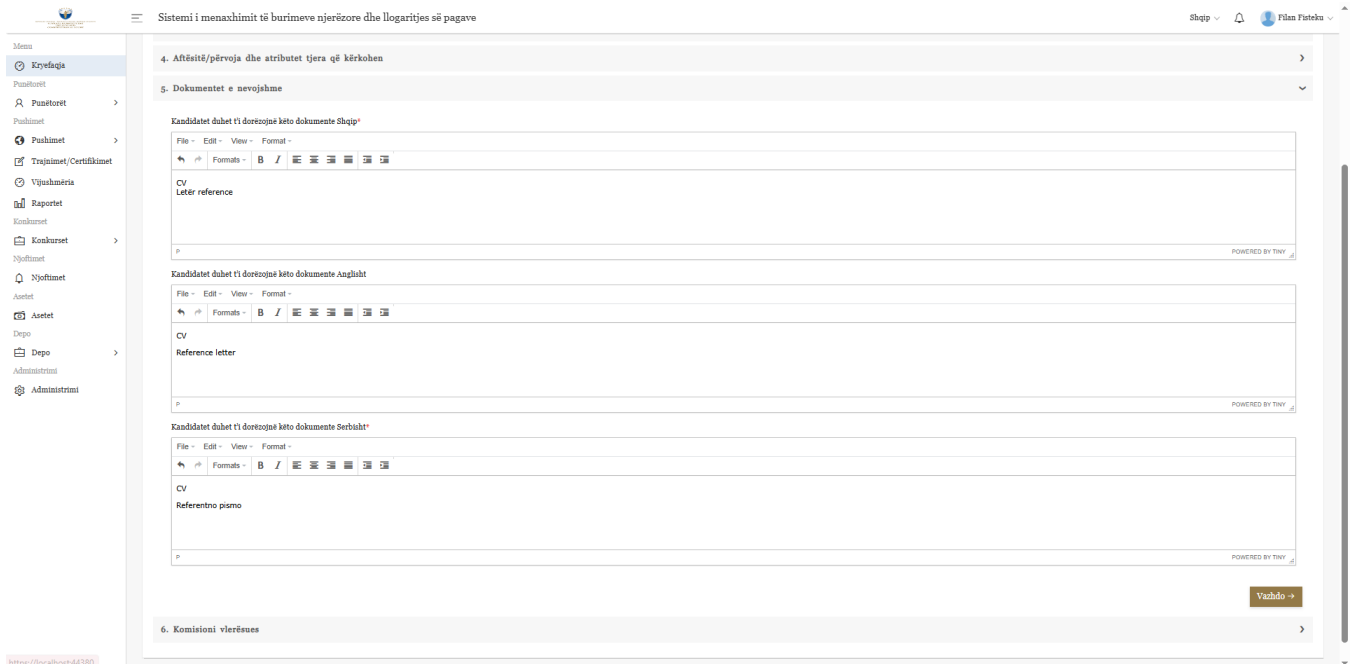 Sistemi i menaxhimit të burimeve njerëzore dhe llogaritjes së pagave
Shqip
Filan Fisteku
Menu
Kryefaqja
Punëtorët
Punëtorët
Pushimet
Pushimet
Trajnimet/Certifikimet
Vijushmëria
Raportet
Konkurset
Konkurset
Njoftimet
Njoftimet
Asetet
Asetet
Depo
Depo
Administrimi
Administrimi
4. Aftësitë/përvoja dhe atributet tjera që kërkohen
5. Dokumentet e nevojshme
Kandidatet duhet t'i dorëzojnë këto dokumente Shqip*
File Edit View Format
Formats B I
CV
Letër reference
P POWERED BY TINY
Kandidatet duhet t'i dorëzojnë këto dokumente Anglisht
File Edit View Format
Formats B I
CV
Reference letter
P POWERED BY TINY
Kandidatet duhet t'i dorëzojnë këto dokumente Serbisht*
File Edit View Format
Formats B I
CV
Referentno pismo
P POWERED BY TINY
Vazhdo →
6. Komisioni vlerësues
https://localhost:44380